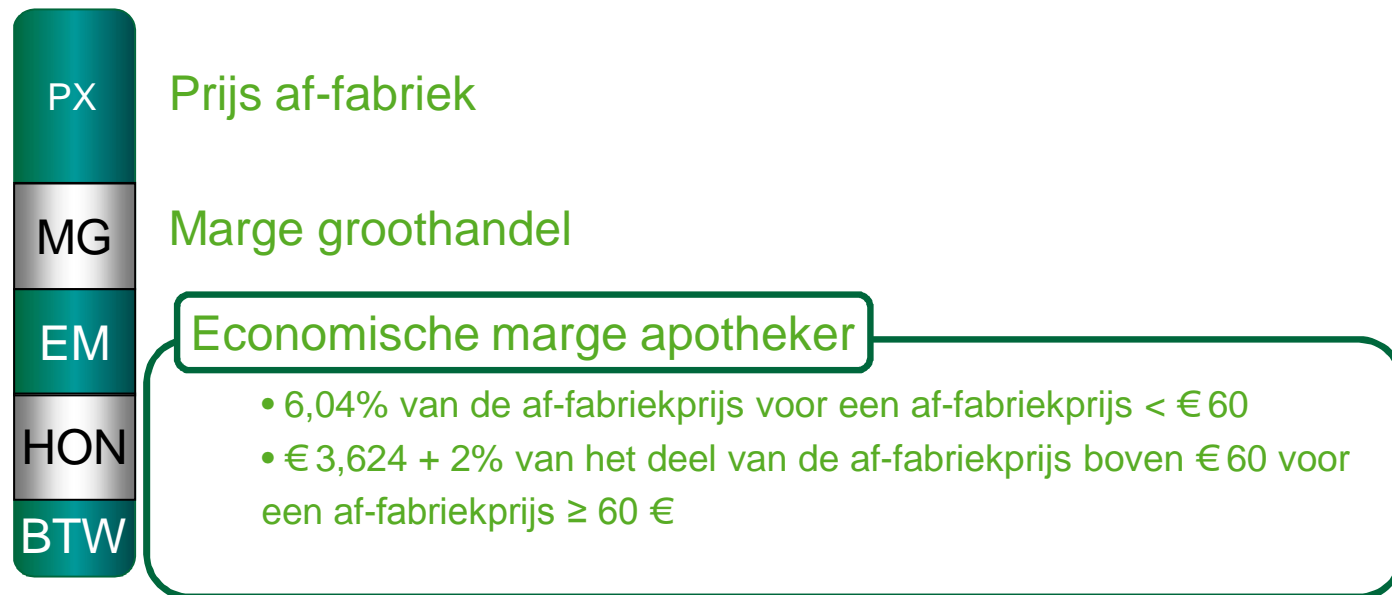 PX
Prijs af-fabriek
MG
Marge groothandel
EM
Economische marge apotheker
• 6,04% van de af-fabriekprijs voor een af-fabriekprijs < € 60
HON
• € 3,624 + 2% van het deel van de af-fabriekprijs boven € 60 voor
een af-fabriekprijs ≥ 60 €
BTW